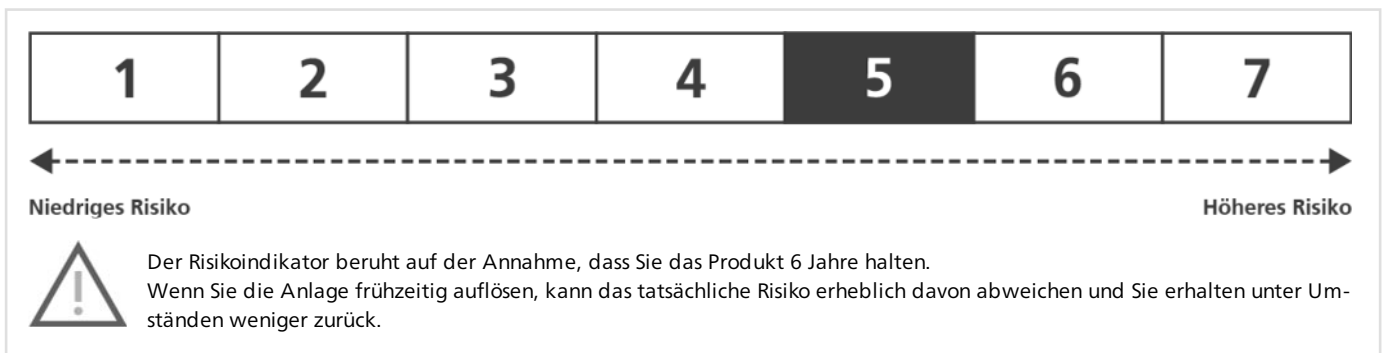 1 2 3 4 5 6 7
Niedriges Risiko Höheres Risiko
Der Risikoindikator beruht auf der Annahme, dass Sie das Produkt 6 Jahre halten.
Wenn Sie die Anlage frühzeitig auflösen, kann das tatsächliche Risiko erheblich davon abweichen und Sie erhalten unter Um-
ständen weniger zurück.